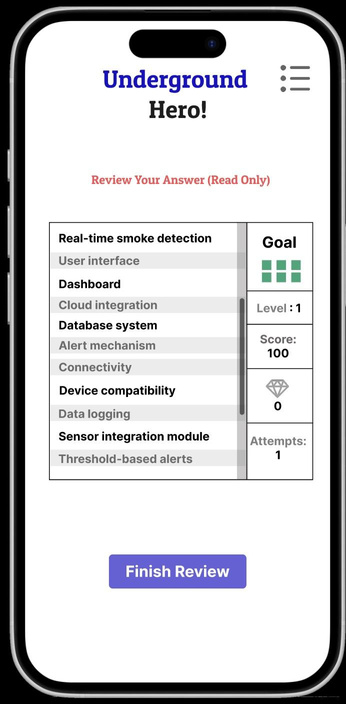 Underground
Hero!
Review Your Answer (Read Only)
Real-time smoke detection
User interface
Dashboard
Cloud integration
Database system
Alert mechanism
Connectivity
Device compatibility
Data logging
Sensor integration module
Threshold-based alerts
Goal
Level : 1
Score:
100
0
Attempts:
1
Finish Review